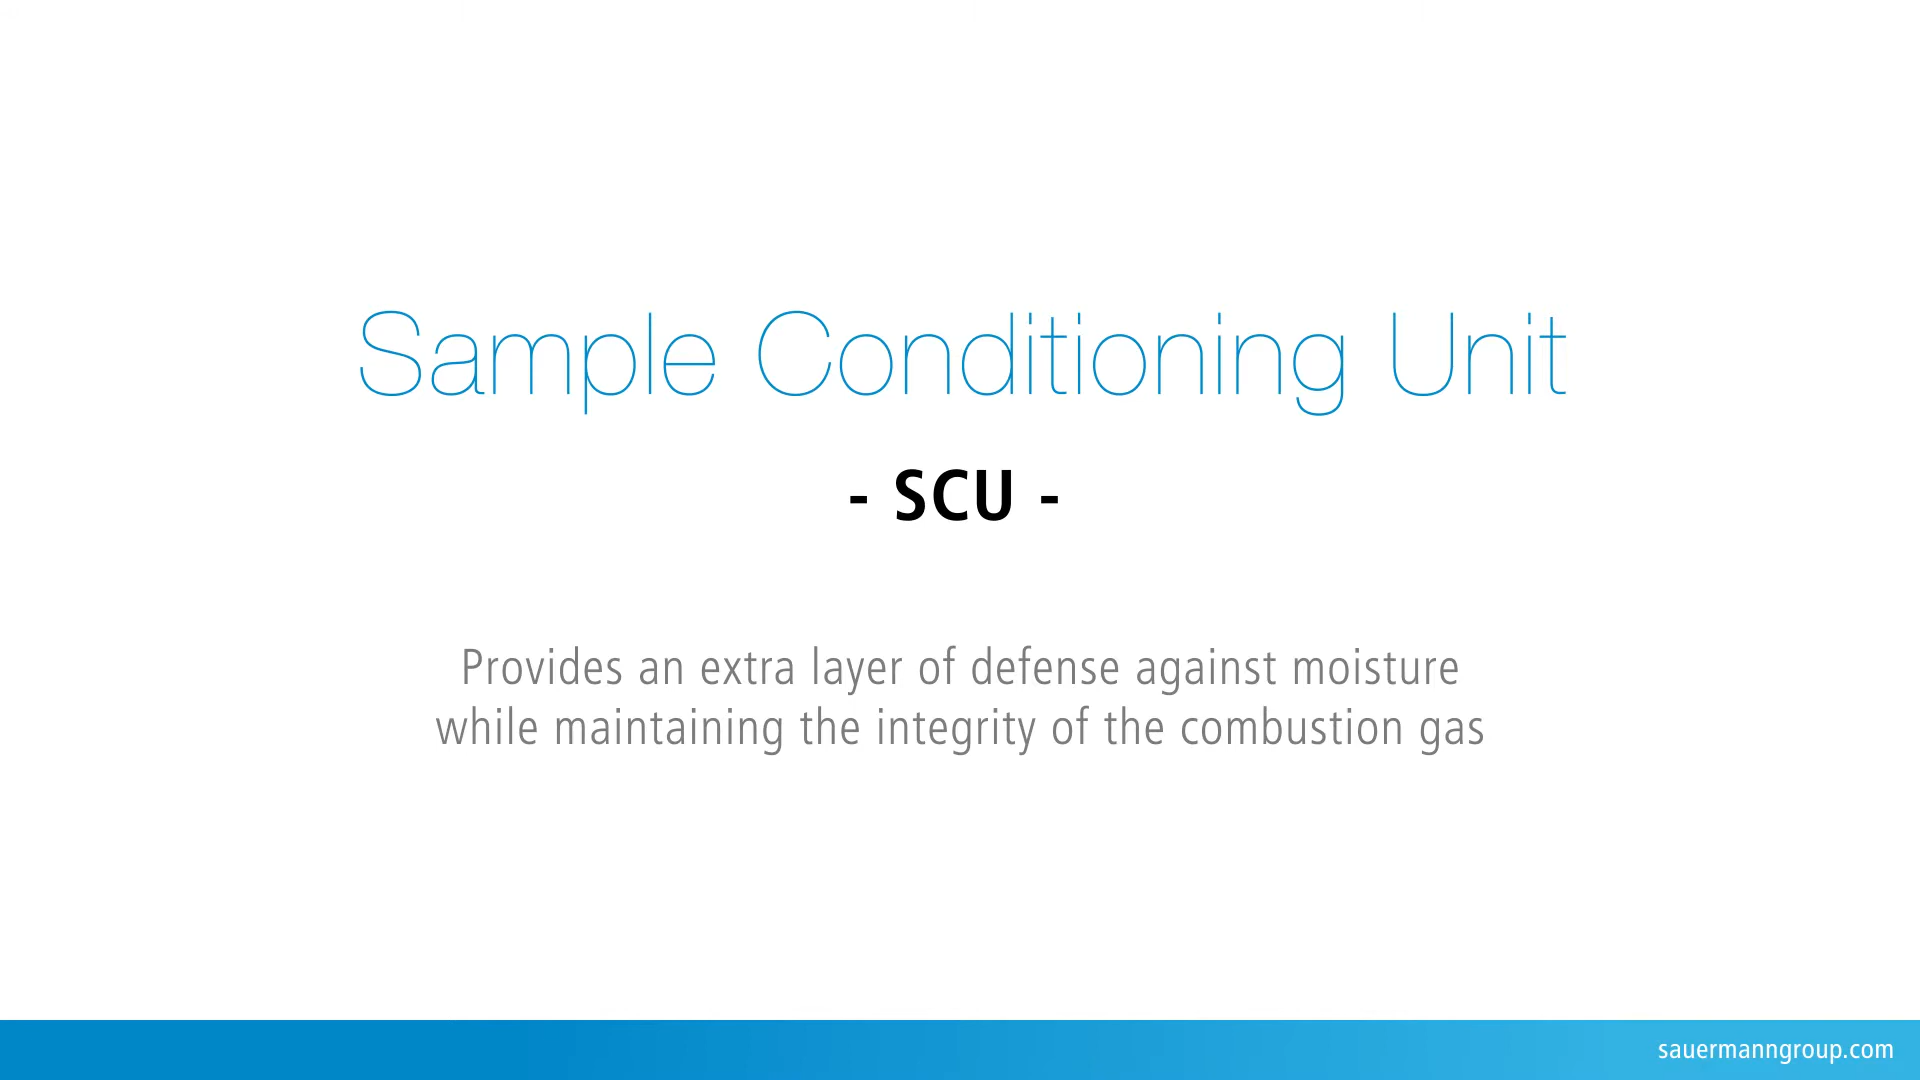 Sample Conditioning Unit
- SCU -
Provides an extra layer of defense against moisture
while maintaining the integrity of the combustion gas
sauermanngroup.com